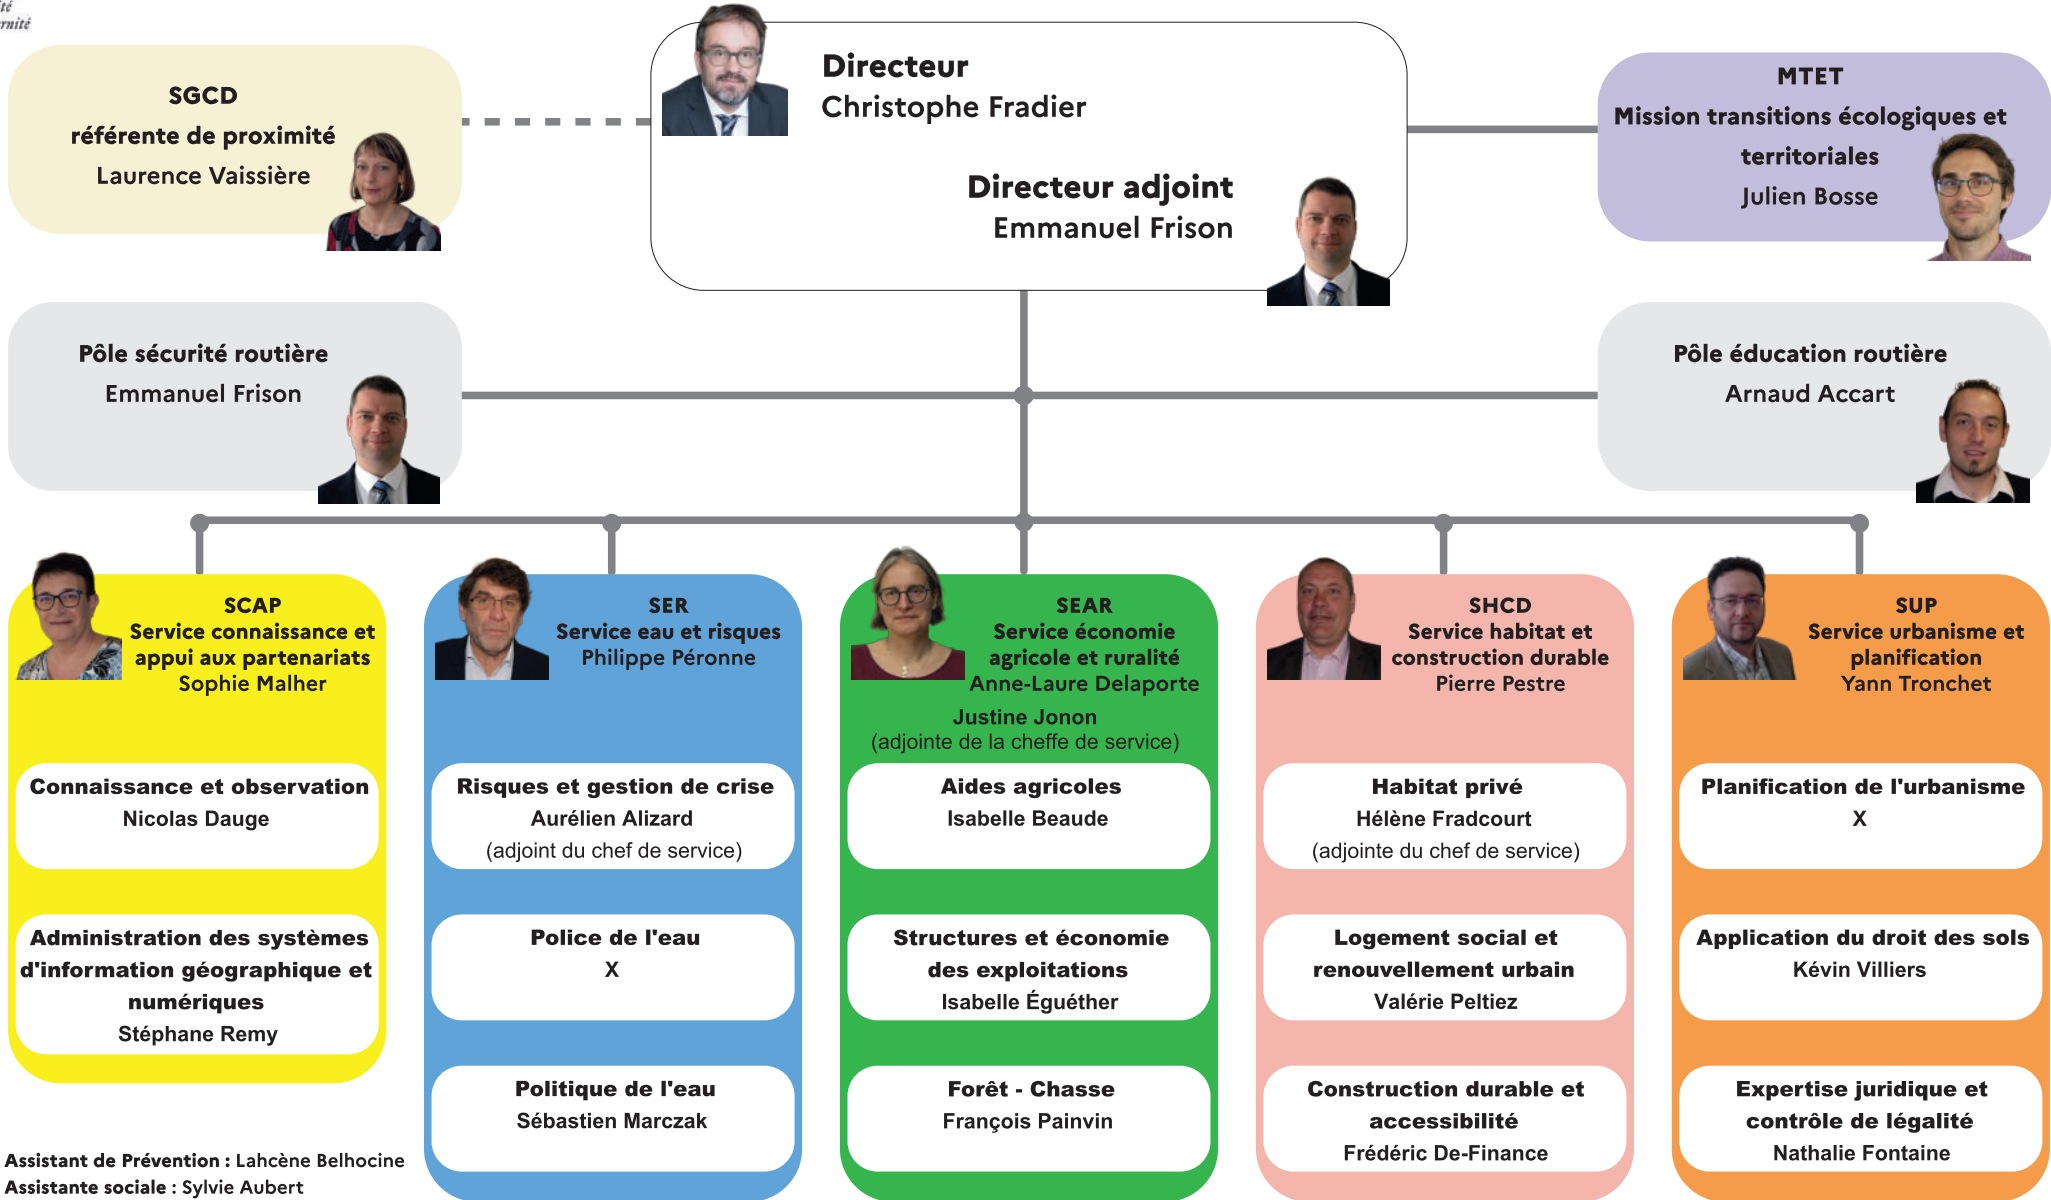 ernité
SGCD
référente de proximité
Laurence Vaissière
Directeur
Christophe Fradier
Directeur adjoint
Emmanuel Frison
MTET
Mission transitions écologiques et
territoriales
Julien Bosse
Pôle sécurité routière
Emmanuel Frison
Pôle éducation routière
Arnaud Accart
SCAP
Service connaissance et
appui aux partenariats
Sophie Malher
Connaissance et observation
Nicolas Dauge
Administration des systèmes
d'information géographique et
numériques
Stéphane Remy
SER
Service eau et risques
Philippe Péronne
Risques et gestion de crise
Aurélien Alizard
(adjoint du chef de service)
Police de l'eau
X
Politique de l'eau
Sébastien Marczak
SEAR
Service économie
agricole et ruralité
Anne-Laure Delaporte
Justine Jonon
(adjointe de la cheffe de service)
Aides agricoles
Isabelle Beaude
Structures et économie
des exploitations
Isabelle Éguéther
Forêt - Chasse
François Painvin
SHCD
Service habitat et
construction durable
Pierre Pestre
Habitat privé
Hélène Fradcourt
(adjointe du chef de service)
Logement social et
renouvellement urbain
Valérie Peltiez
Construction durable et
accessibilité
Frédéric De-Finance
SUP
Service urbanisme et
planification
Yann Tronchet
Planification de l'urbanisme
X
Application du droit des sols
Kévin Villiers
Expertise juridique et
contrôle de légalité
Nathalie Fontaine
Assistant de Prévention : Lahcène Belhocine
Assistante sociale : Sylvie Aubert